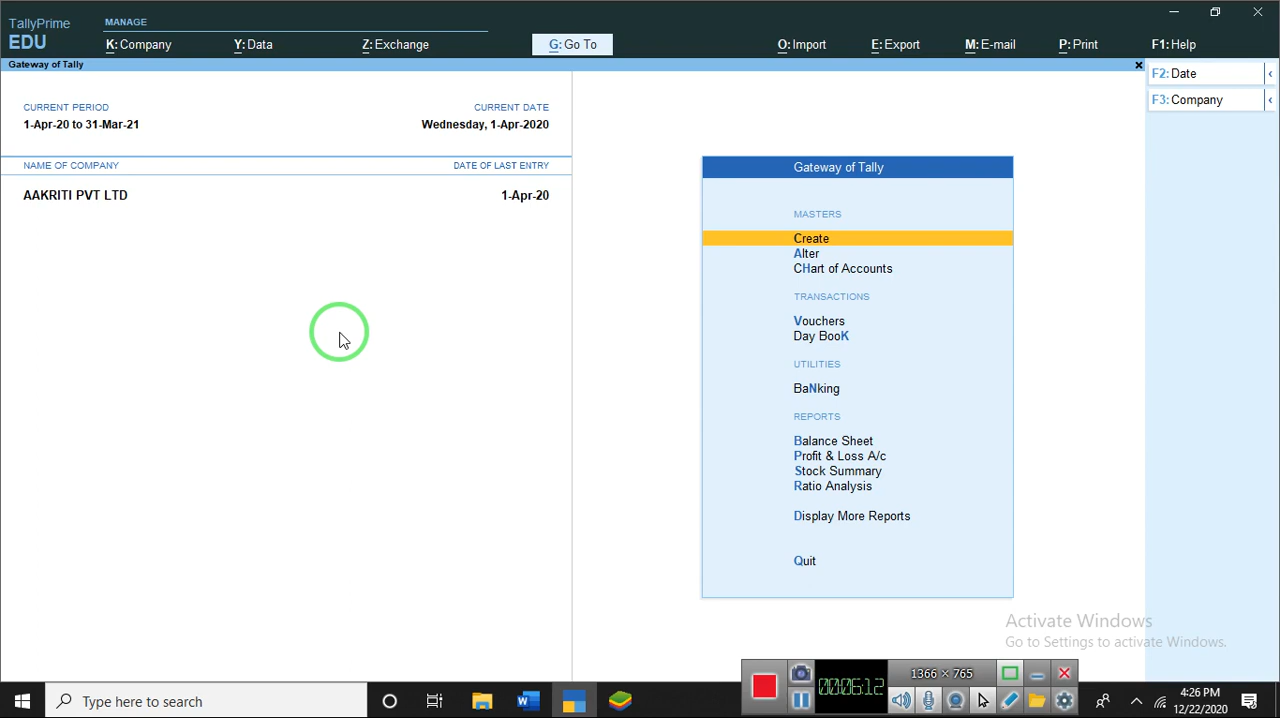 TallyPrime
EDU
MANAGE
K: Company
Y: Data
Z: Exchange
G: Go To
O: Import
E: Export
M: E-mail
P: Print
F1: Help
Gateway of Tally
CURRENT PERIOD
CURRENT DATE
1-Apr-20 to 31-Mar-21
Wednesday, 1-Apr-2020
NAME OF COMPANY
DATE OF LAST ENTRY
AAKRITI PVT LTD
1-Apr-20
Gateway of Tally
MASTERS
Create
Alter
CHart of Accounts
TRANSACTIONS
Vouchers
Day BooK
UTILITIES
BaNking
REPORTS
Balance Sheet
Profit & Loss A/c
Stock Summary
Ratio Analysis
Display More Reports
Quit
F2: Date
F3: Company
Activate Windows
Go to Settings to activate Windows.
000:06:12
1366 × 765
Type here to search
4:26 PM
12/22/2020